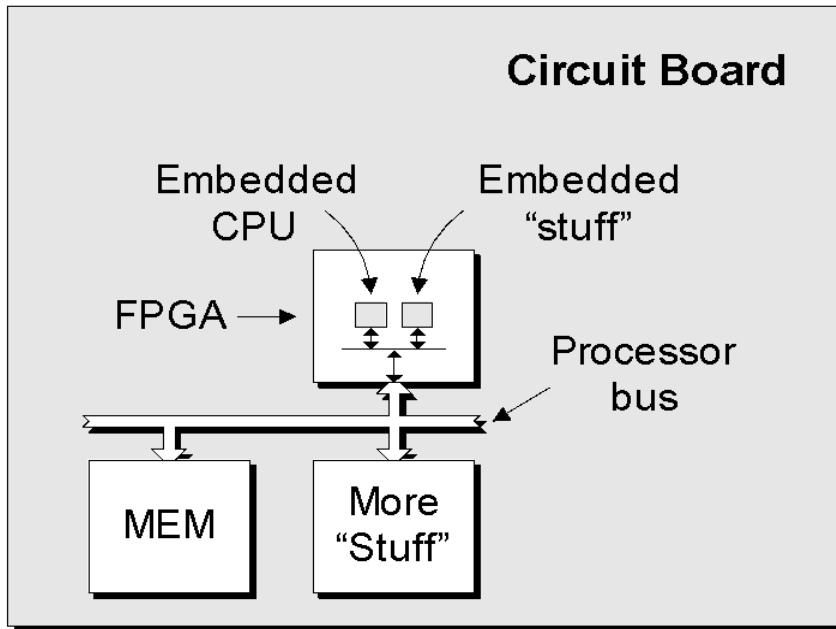 Circuit Board
Embedded
CPU
Embedded
“stuff”
FPGA
Processor
bus
MEM
More
“Stuff”